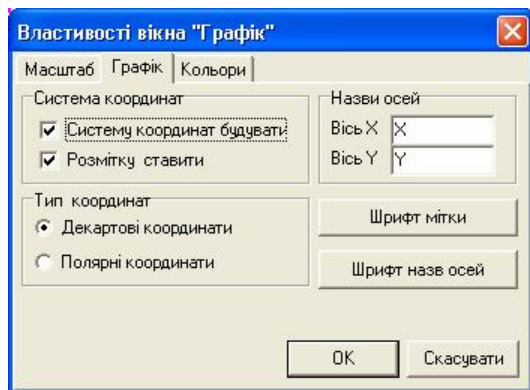 Властивості вікна "Графік"
Масштаб Графік Кольори
Система координат
Систему координат будувати
Розмітку ставити
Назви осей
Вісь X X
Вісь Y Y
Тип координат
Декартові координати
Полярні координати
Шрифт мітки
Шрифт назв осей
OK Скасувати